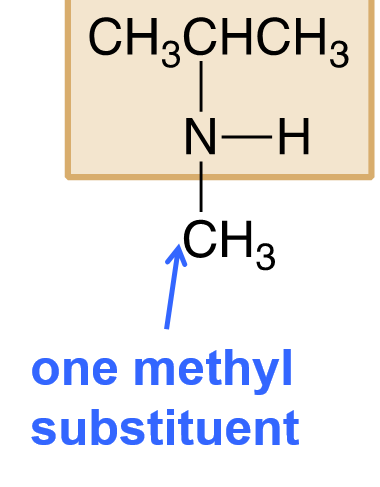 CH₃CHCH₃
N—H
CH₃
one methyl
substituent